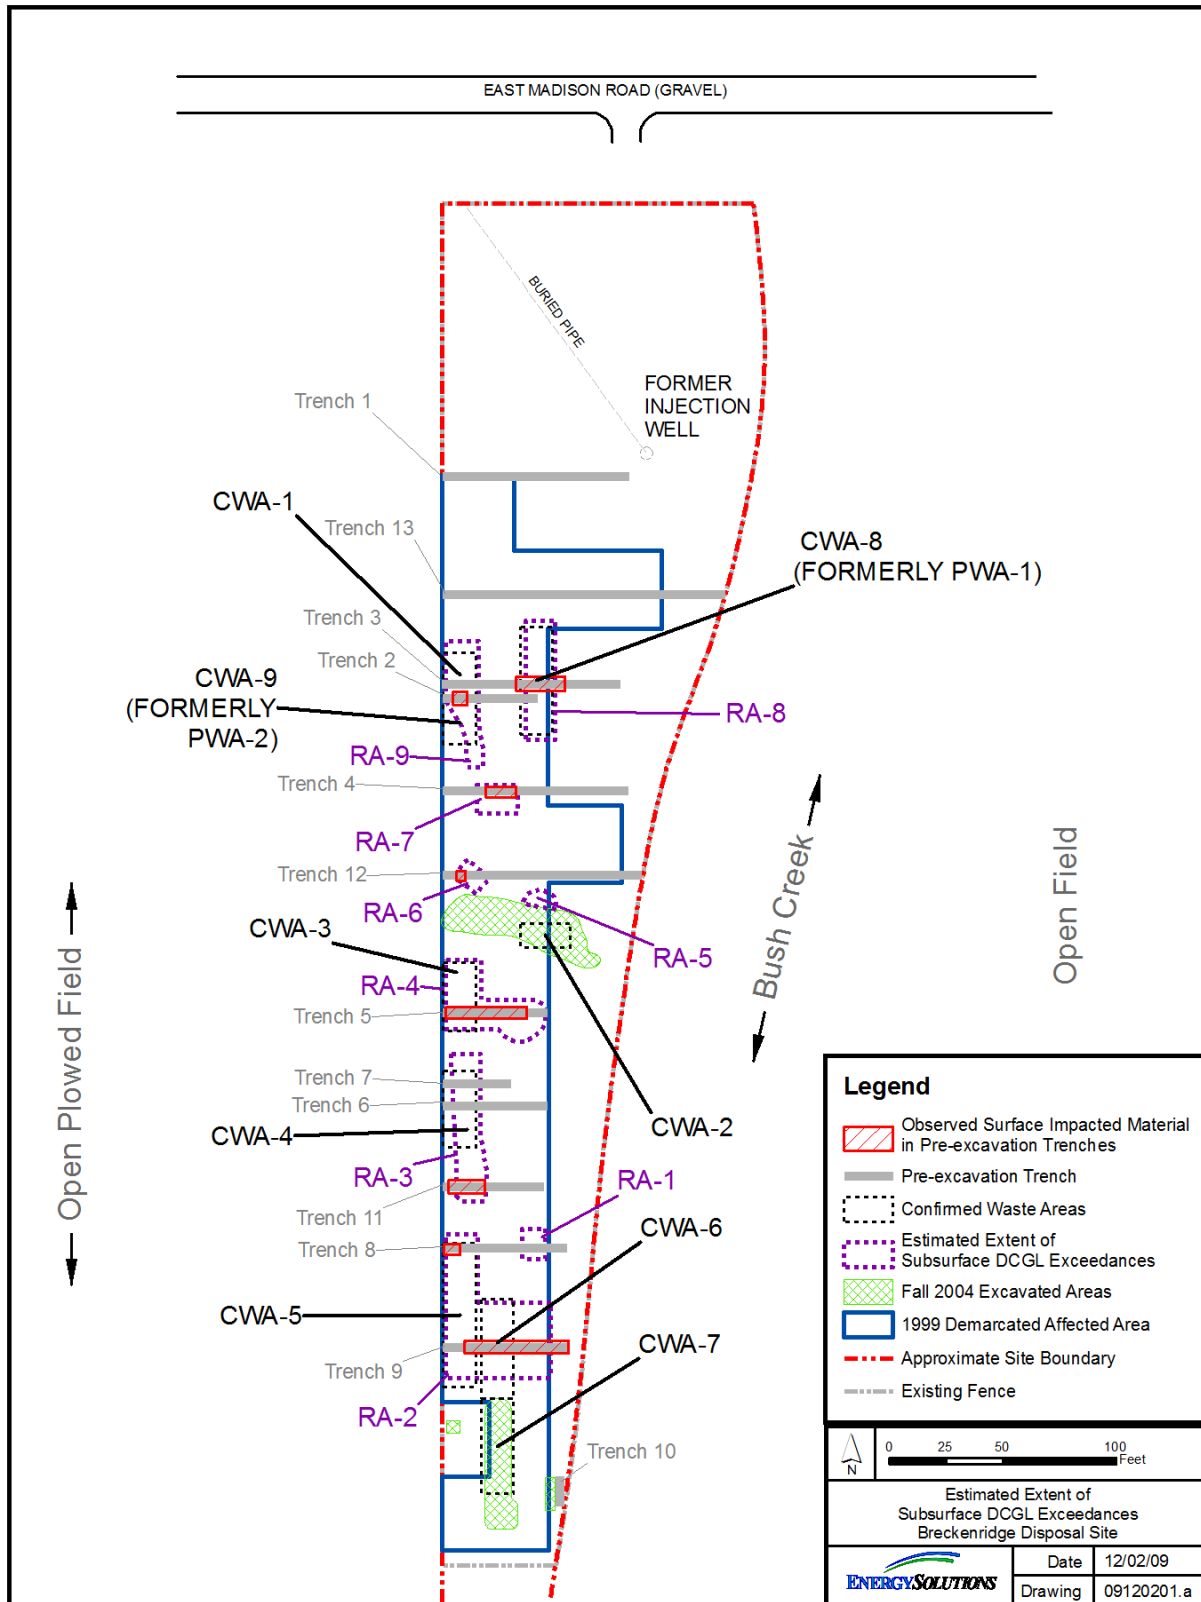 EAST MADISON ROAD (GRAVEL)
BURIED PIPE
FORMER
INJECTION
WELL
Trench 1
CWA-1
Trench 13
CWA-8
(FORMERLY PWA-1)
Trench 3
Trench 2
CWA-9
(FORMERLY
PWA-2)
RA-8
RA-9
Trench 4
RA-7
Trench 12
RA-6
CWA-3
RA-5
RA-4
Trench 5
Bush Creek
Open Field
Open Plowed Field
Trench 7
Trench 6
CWA-4
CWA-2
RA-3
RA-1
Trench 11
Trench 8
CWA-6
CWA-5
CWA-7
Trench 9
RA-2
Trench 10
Legend
Observed Surface Impacted Material
in Pre-excavation Trenches
Pre-excavation Trench
Confirmed Waste Areas
Estimated Extent of
Subsurface DCGL Exceedances
Fall 2004 Excavated Areas
1999 Demarcated Affected Area
Approximate Site Boundary
Existing Fence
N
0 25 50 100
Feet
Estimated Extent of
Subsurface DCGL Exceedances
Breckenridge Disposal Site
ENERGYSOLUTIONS
Date 12/02/09
Drawing 09120201.a